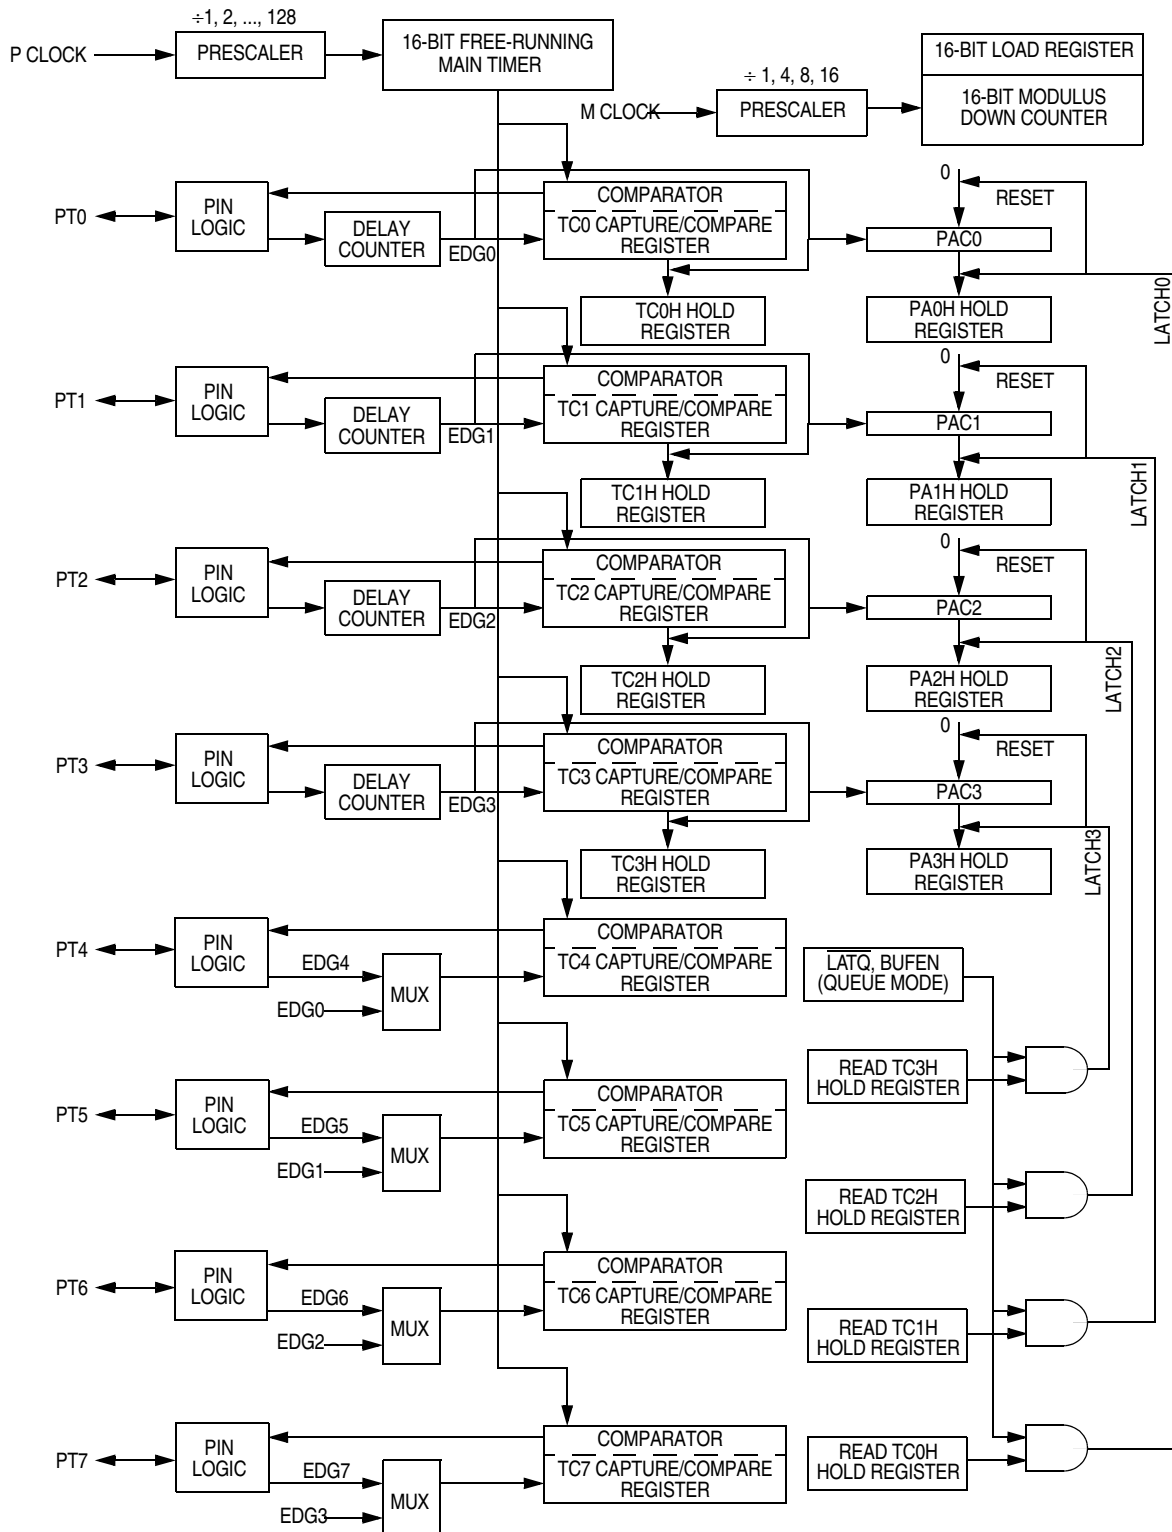 ÷1, 2, ..., 128
P CLOCK
PRESCALER
16-BIT FREE-RUNNING
MAIN TIMER
÷ 1, 4, 8, 16
M CLOCK
PRESCALER
16-BIT LOAD REGISTER
16-BIT MODULUS
DOWN COUNTER
PT0
PIN
LOGIC
DELAY
COUNTER
EDG0
COMPARATOR
TC0 CAPTURE/COMPARE
REGISTER
TC0H HOLD
REGISTER
0
RESET
PAC0
PA0H HOLD
REGISTER
LATCH0
PT1
PIN
LOGIC
DELAY
COUNTER
EDG1
COMPARATOR
TC1 CAPTURE/COMPARE
REGISTER
TC1H HOLD
REGISTER
0
RESET
PAC1
PA1H HOLD
REGISTER
LATCH1
PT2
PIN
LOGIC
DELAY
COUNTER
EDG2
COMPARATOR
TC2 CAPTURE/COMPARE
REGISTER
TC2H HOLD
REGISTER
0
RESET
PAC2
PA2H HOLD
REGISTER
LATCH2
PT3
PIN
LOGIC
DELAY
COUNTER
EDG3
COMPARATOR
TC3 CAPTURE/COMPARE
REGISTER
TC3H HOLD
REGISTER
0
RESET
PAC3
PA3H HOLD
REGISTER
LATCH3
PT4
PIN
LOGIC
EDG4
EDG0
MUX
COMPARATOR
TC4 CAPTURE/COMPARE
REGISTER
LATQ, BUFEN
(QUEUE MODE)
PT5
PIN
LOGIC
EDG5
EDG1
MUX
COMPARATOR
TC5 CAPTURE/COMPARE
REGISTER
READ TC3H
HOLD REGISTER
READ TC2H
HOLD REGISTER
PT6
PIN
LOGIC
EDG6
EDG2
MUX
COMPARATOR
TC6 CAPTURE/COMPARE
REGISTER
READ TC1H
HOLD REGISTER
PT7
PIN
LOGIC
EDG7
EDG3
MUX
COMPARATOR
TC7 CAPTURE/COMPARE
REGISTER
READ TC0H
HOLD REGISTER